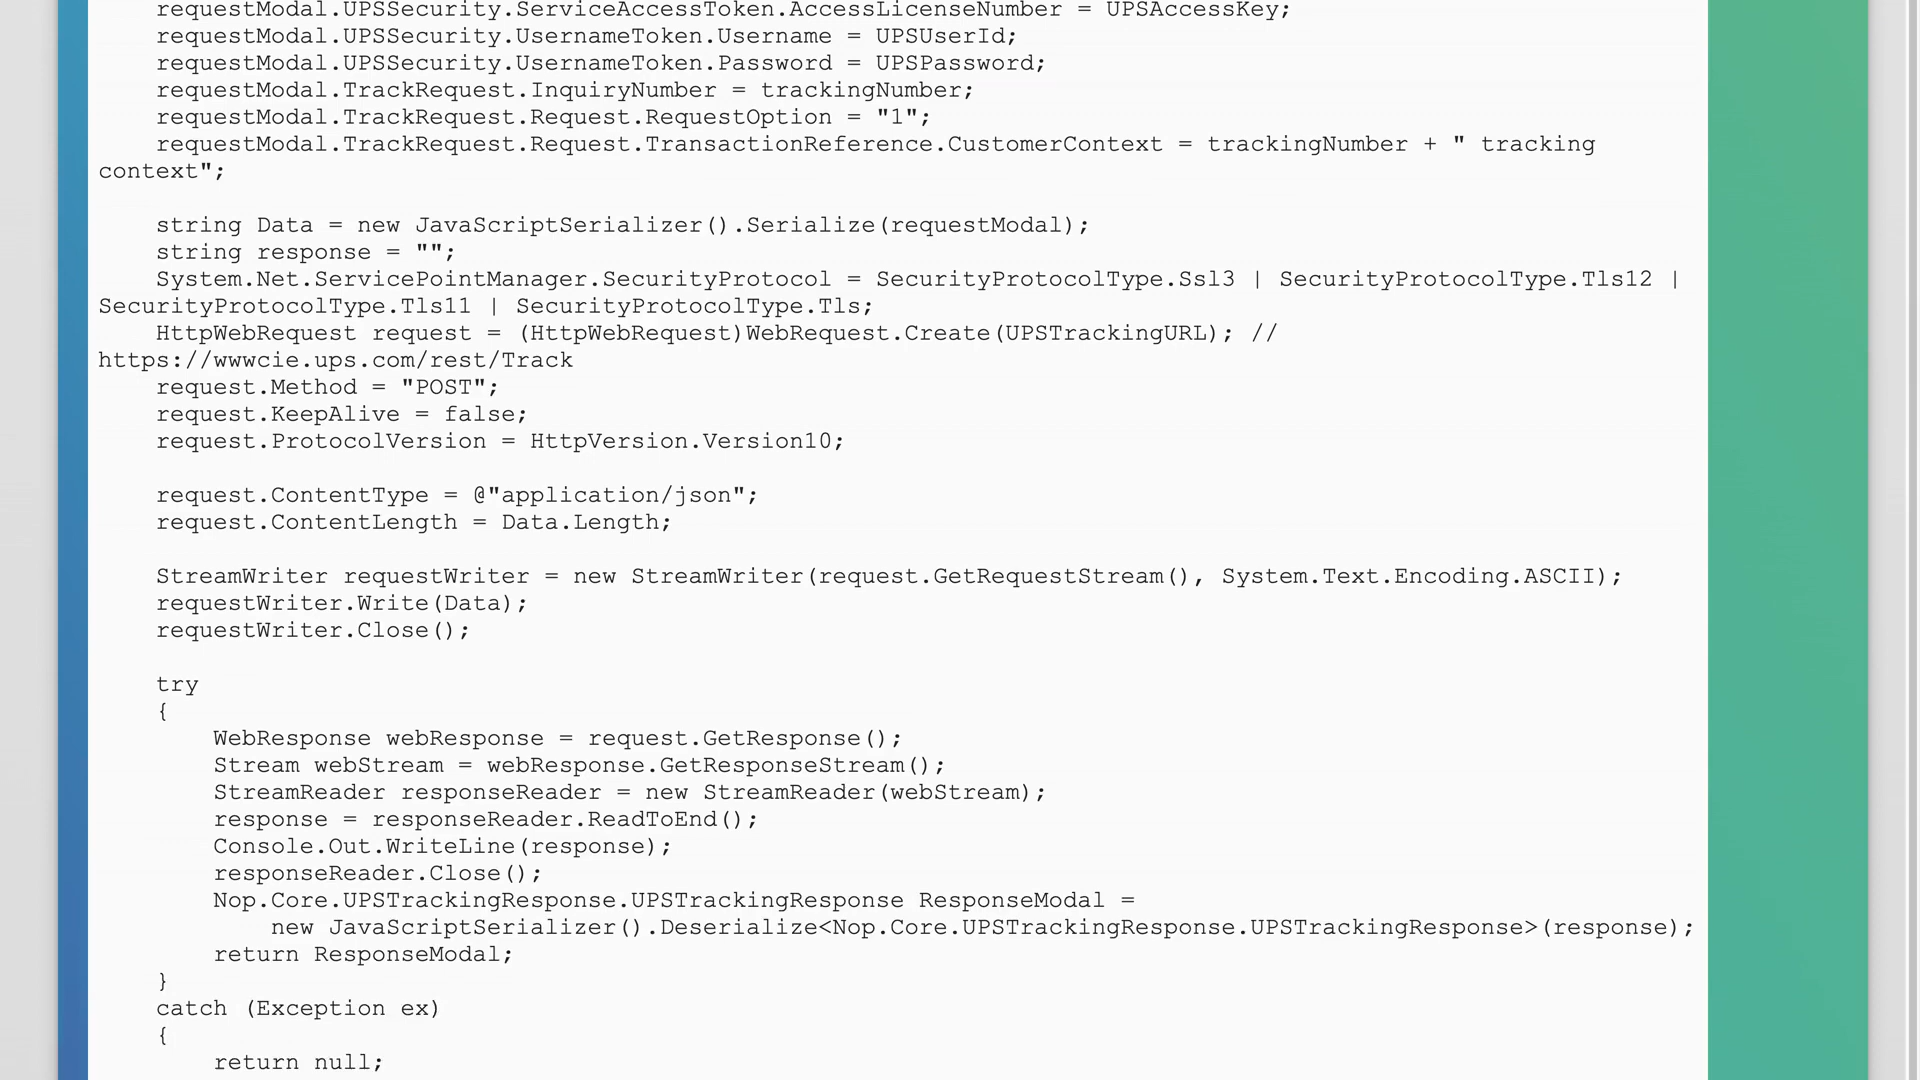 requestModal.UPSSecurity.ServiceAccessToken.AccessLicenseNumber = UPSAccessKey;
requestModal.UPSSecurity.UsernameToken.Username = UPSUserId;
requestModal.UPSSecurity.UsernameToken.Password = UPSPassword;
requestModal.TrackRequest.InquiryNumber = trackingNumber;
requestModal.TrackRequest.Request.RequestOption = "1";
requestModal.TrackRequest.Request.TransactionReference.CustomerContext = trackingNumber + " tracking
context";
string Data = new JavaScriptSerializer().Serialize(requestModal);
string response = "";
System.Net.ServicePointManager.SecurityProtocol = SecurityProtocolType.Ssl3 | SecurityProtocolType.Tls12 |
SecurityProtocolType.Tls11 | SecurityProtocolType.Tls;
HttpWebRequest request = (HttpWebRequest)WebRequest.Create(UPSTrackingURL); //
https://wwwcie.ups.com/rest/Track
request.Method = "POST";
request.KeepAlive = false;
request.ProtocolVersion = HttpVersion.Version10;
request.ContentType = @"application/json";
request.ContentLength = Data.Length;
StreamWriter requestWriter = new StreamWriter(request.GetRequestStream(), System.Text.Encoding.ASCII);
requestWriter.Write(Data);
requestWriter.Close();
try
{
WebResponse webResponse = request.GetResponse();
Stream webStream = webResponse.GetResponseStream();
StreamReader responseReader = new StreamReader(webStream);
response = responseReader.ReadToEnd();
Console.Out.WriteLine(response);
responseReader.Close();
Nop.Core.UPSTrackingResponse.UPSTrackingResponse ResponseModal =
new JavaScriptSerializer().Deserialize<Nop.Core.UPSTrackingResponse.UPSTrackingResponse>(response);
return ResponseModal;
}
catch (Exception ex)
{
return null;